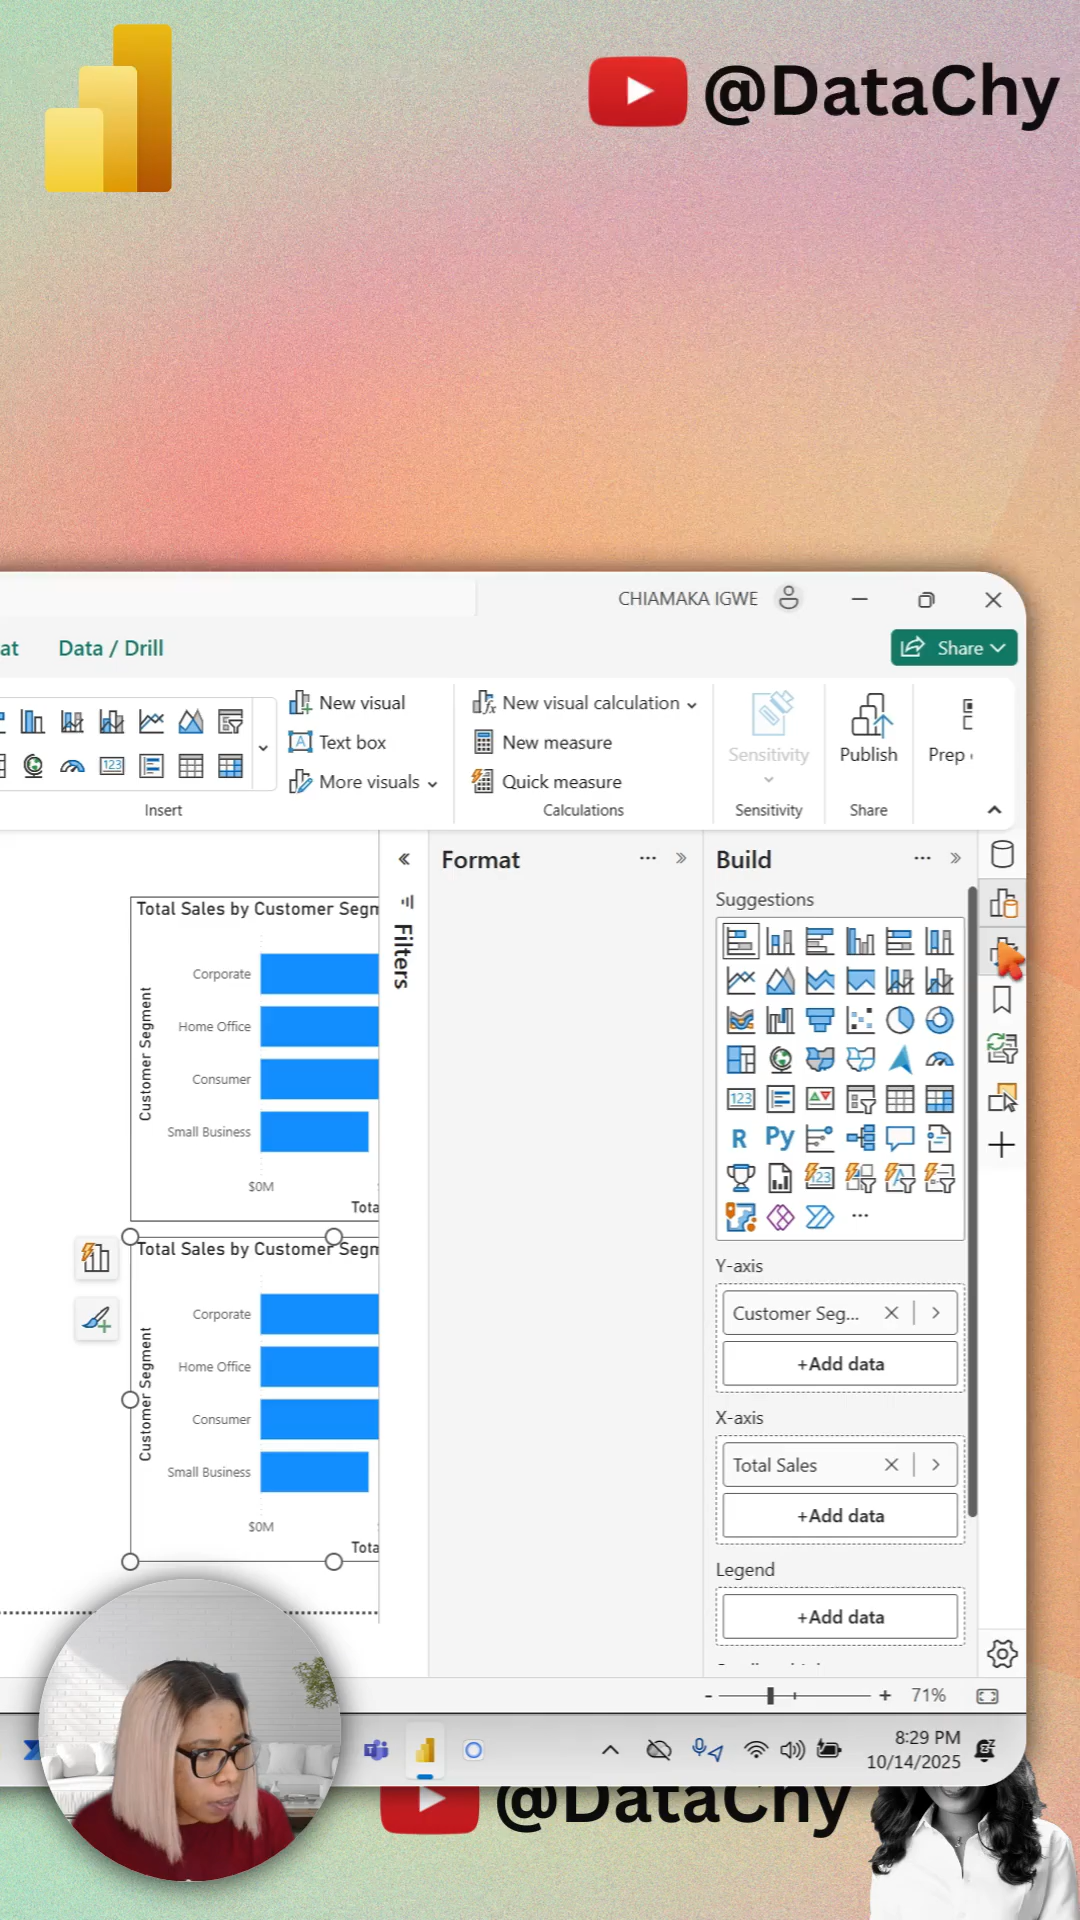 @DataChy
CHIAMAKA IGWE
at
Data / Drill
Share
New visual
Text box
More visuals
Insert
New visual calculation
New measure
Quick measure
Calculations
Sensitivity
Sensitivity
Publish
Share
Prep
Filters
Format
Build
Suggestions
123
R
Py
123
Y-axis
Customer Seg...
+Add data
X-axis
Total Sales
+Add data
Legend
+Add data
Total Sales by Customer Segm
Customer Segment
Corporate
Home Office
Consumer
Small Business
$0M
Tota
Total Sales by Customer Segm
Customer Segment
Corporate
Home Office
Consumer
Small Business
$0M
Tota
71%
8:29 PM
10/14/2025
@DataChy